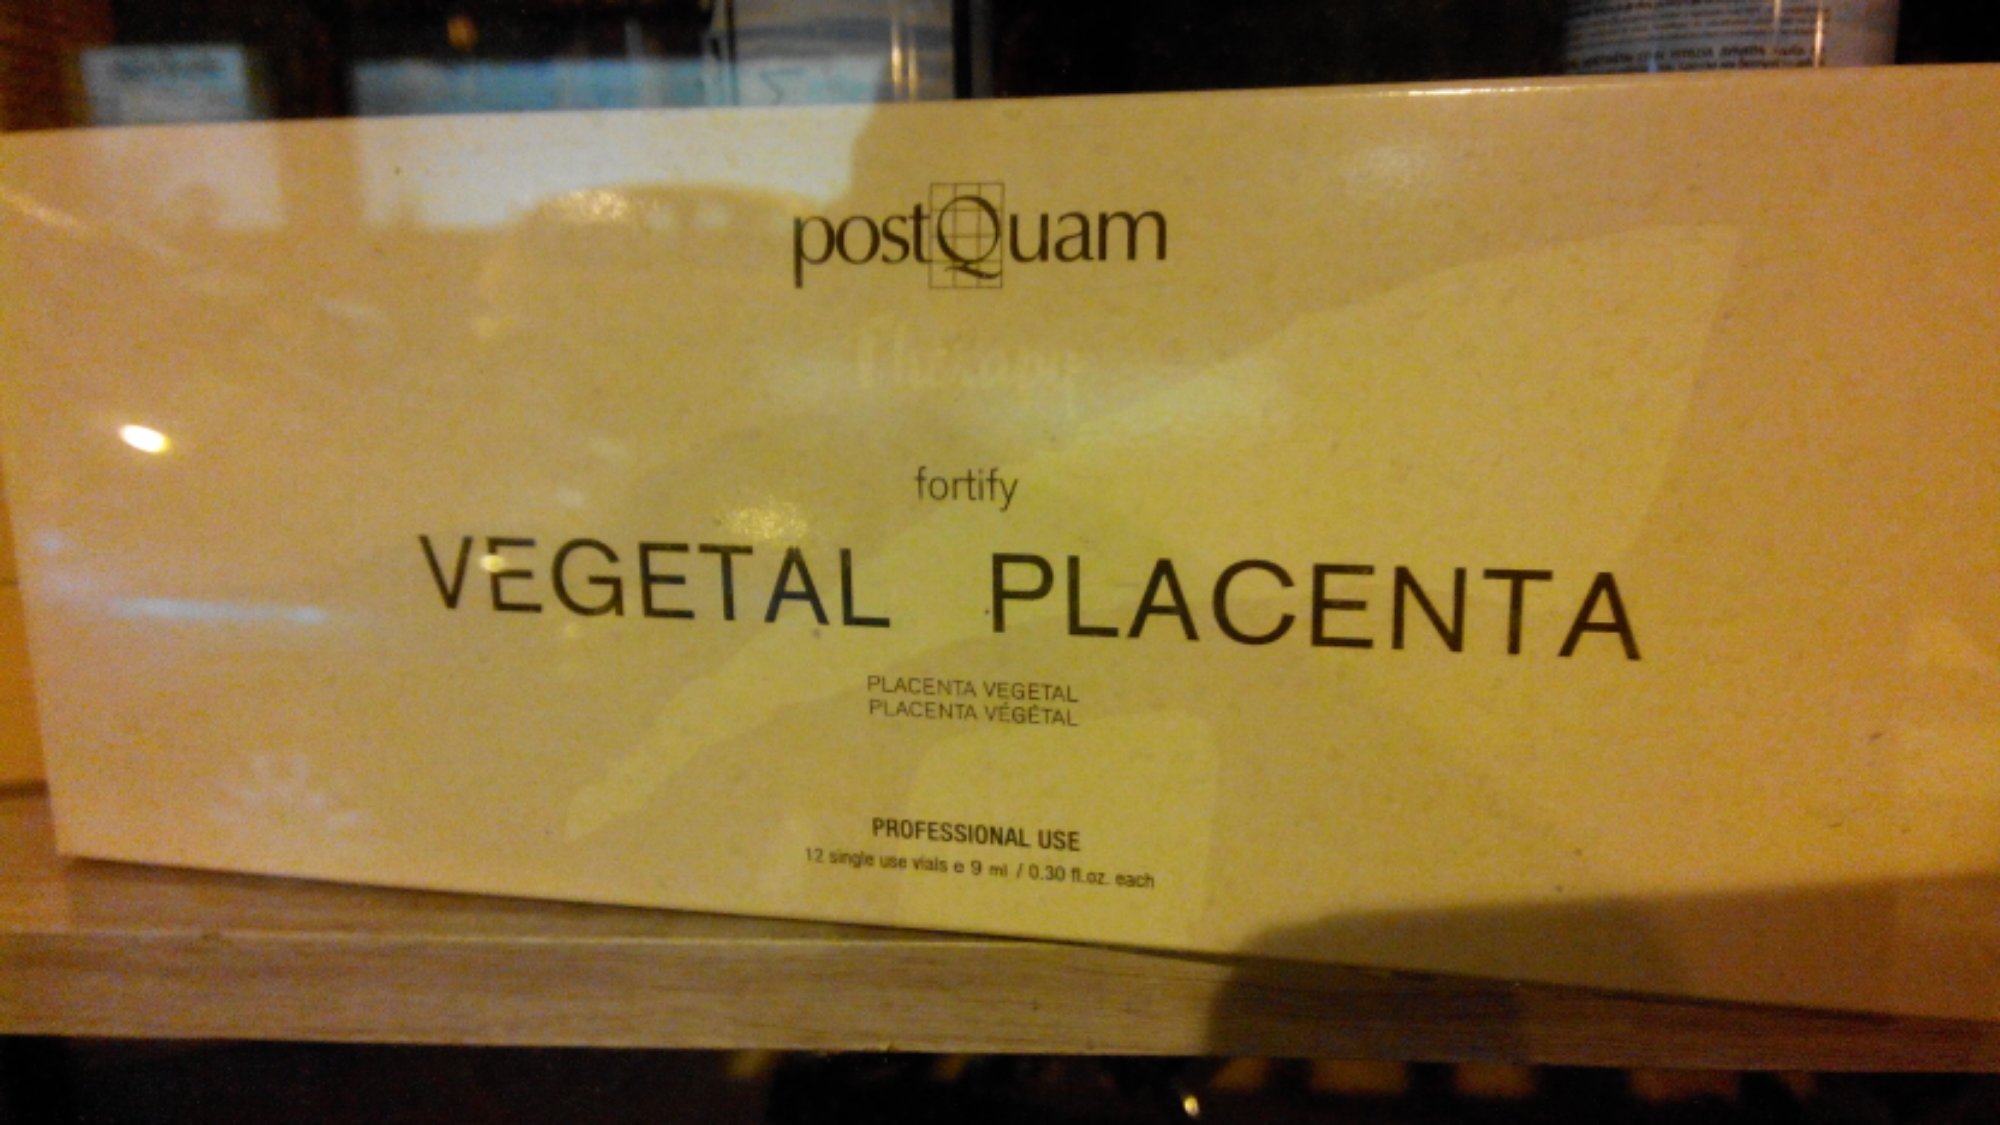 postQuam
Therapy
fortify
VEGETAL PLACENTA
PLACENTA VEGETAL
PLACENTA VÉGÉTAL
PROFESSIONAL USE
12 single use vials e 9 ml / 0.30 fl.oz. each